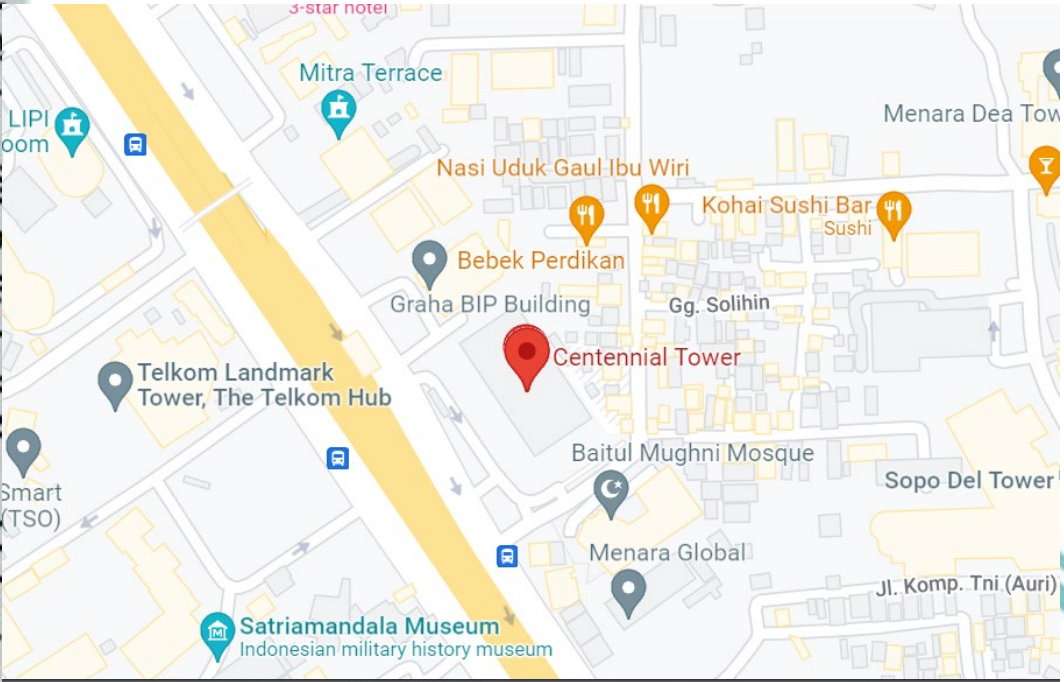 3-star hotel
Mitra Terrace
LIPI
oom
Menara Dea Tow
Nasi Uduk Gaul Ibu Wiri
Kohai Sushi Bar
Sushi
Bebek Perdikan
Graha BIP Building
Gg. Solihin
Centennial Tower
Telkom Landmark
Tower, The Telkom Hub
Baitul Mughni Mosque
Smart
(TSO)
Sopo Del Tower
Menara Global
Jl. Komp. Tni (Auri)
Satriamandala Museum
Indonesian military history museum